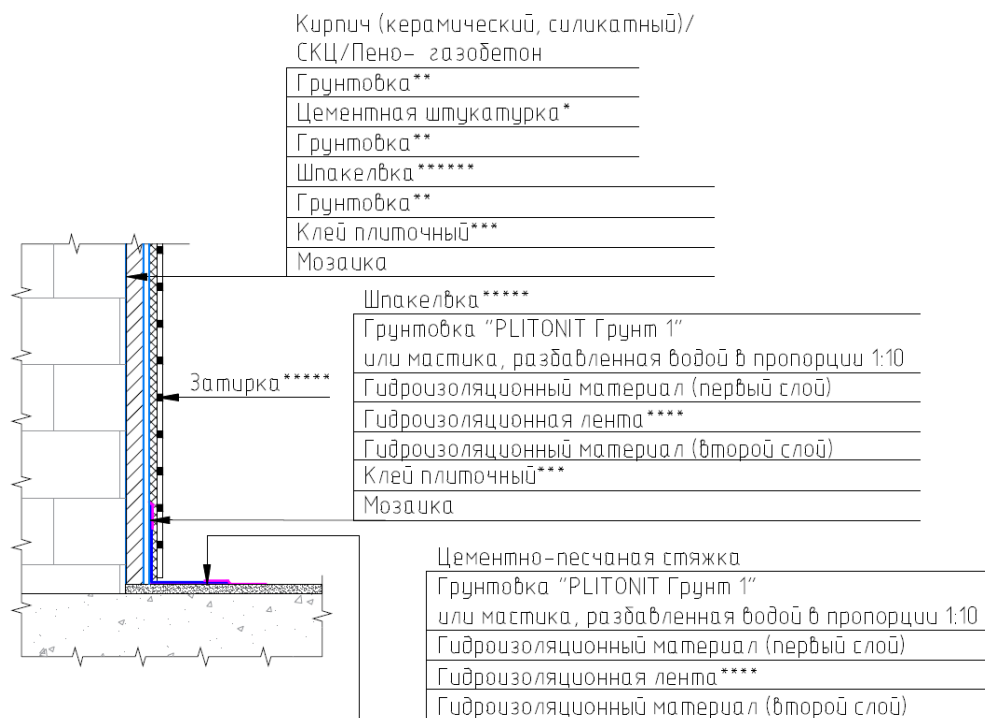 Кирпич (керамический, силикатный)/
СКЦ/Пено- газобетон
Грунтовка**
Цементная штукатурка*
Грунтовка**
Шпакелвка******
Грунтовка**
Клей плиточный***
Мозаика
Шпакелвка*****
Грунтовка "PLITONIT Грунт 1"
или мастика, разбавленная водой в пропорции 1:10
Гидроизоляционный материал (первый слой)
Гидроизоляционная лента****
Гидроизоляционный материал (второй слой)
Клей плиточный***
Мозаика
Затирка*****
Цементно-песчаная стяжка
Грунтовка "PLITONIT Грунт 1"
или мастика, разбавленная водой в пропорции 1:10
Гидроизоляционный материал (первый слой)
Гидроизоляционная лента****
Гидроизоляционный материал (второй слой)